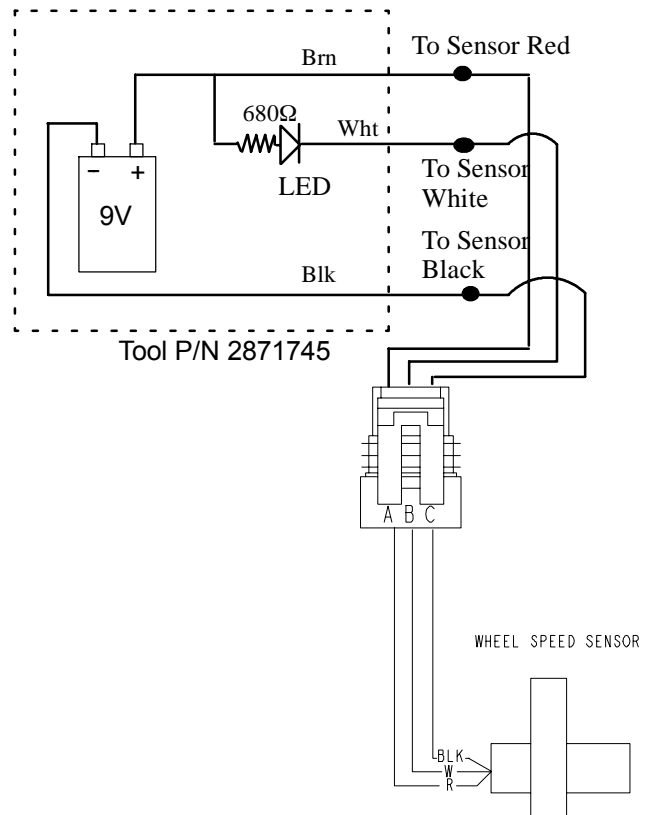 Brn
To Sensor Red
680Ω
Wht
LED
To Sensor
White
− +
9V
To Sensor
Black
Blk
Tool P/N 2871745
A B C
WHEEL SPEED SENSOR
BLK
W
R